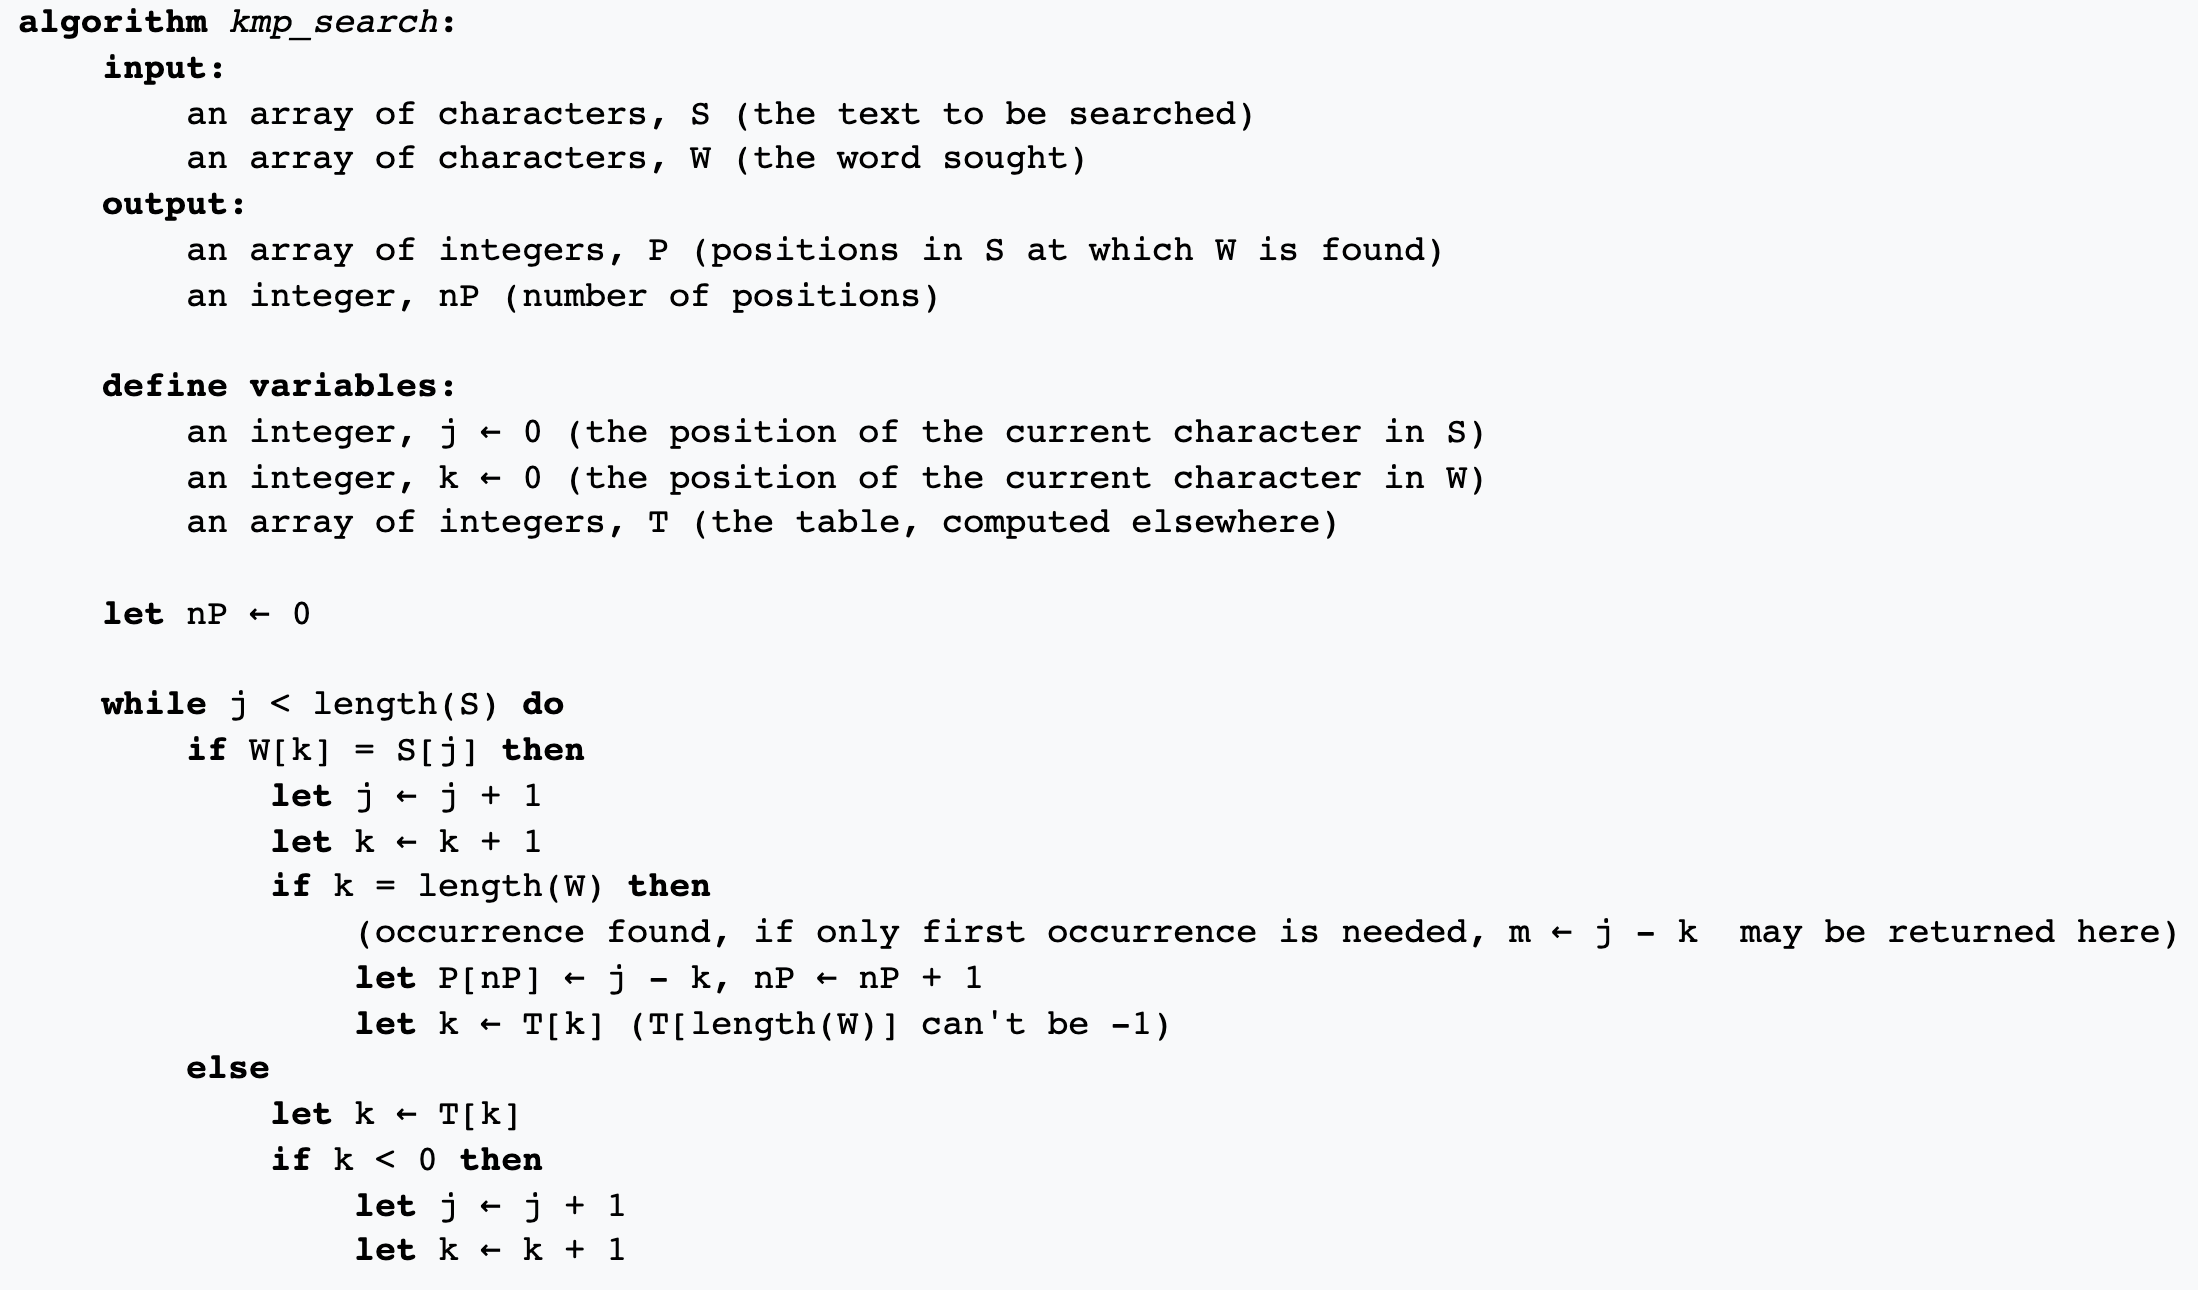 algorithm kmp_search:
    input:
        an array of characters, S (the text to be searched)
        an array of characters, W (the word sought)
    output:
        an array of integers, P (positions in S at which W is found)
        an integer, nP (number of positions)

    define variables:
        an integer, j ← 0 (the position of the current character in S)
        an integer, k ← 0 (the position of the current character in W)
        an array of integers, T (the table, computed elsewhere)

    let nP ← 0

    while j < length(S) do
        if W[k] = S[j] then
            let j ← j + 1
            let k ← k + 1
            if k = length(W) then
                (occurrence found, if only first occurrence is needed, m ← j - k  may be returned here)
                let P[nP] ← j - k, nP ← nP + 1
                let k ← T[k] (T[length(W)] can't be -1)
        else
            let k ← T[k]
            if k < 0 then
                let j ← j + 1
                let k ← k + 1